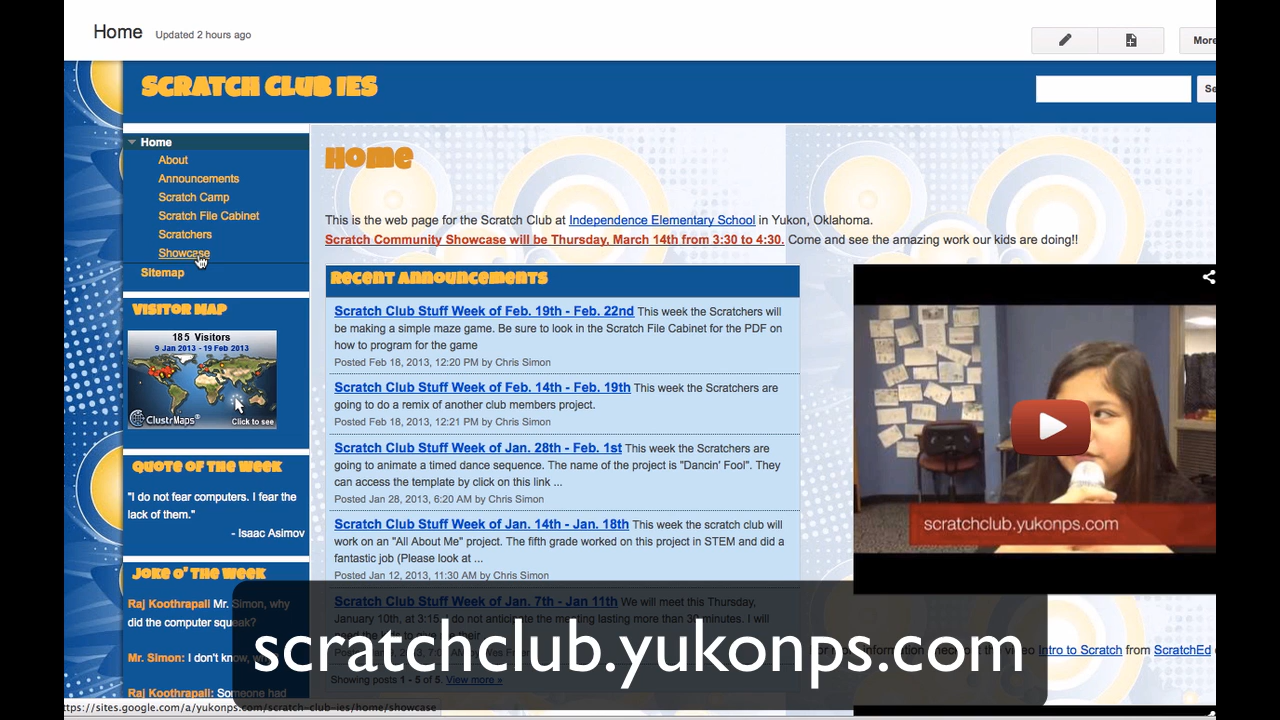 Home Updated 2 hours ago
More
SCRATCH CLUB IES
Se
Home
About
Announcements
Scratch Camp
Scratch File Cabinet
Scratchers
Showcase
Sitemap
VISITOR MAP
185 Visitors
9 Jan 2013 - 19 Feb 2013
ClustrMaps® Click to see
QUOTE OF THE WEEK
"I do not fear computers. I fear the
lack of them."
- Isaac Asimov
JOKE O' THE WEEK
Raj Koothrapali Mr. Simon, why
did the computer squeak?
Mr. Simon: I don't know,
Raj Koothrapali: Someone had
Home
This is the web page for the Scratch Club at Independence Elementary School in Yukon, Oklahoma.
Scratch Community Showcase will be Thursday, March 14th from 3:30 to 4:30. Come and see the amazing work our kids are doing!!
RECENT ANNOUNCEMENTS
Scratch Club Stuff Week of Feb. 19th - Feb. 22nd This week the Scratchers will
be making a simple maze game. Be sure to look in the Scratch File Cabinet for the PDF on
how to program for the game
Posted Feb 18, 2013, 12:20 PM by Chris Simon
Scratch Club Stuff Week of Feb. 14th - Feb. 19th This week the Scratchers are
going to do a remix of another club members project.
Posted Feb 18, 2013, 12:21 PM by Chris Simon
Scratch Club Stuff Week of Jan. 28th - Feb. 1st This week the Scratchers are
going to animate a timed dance sequence. The name of the project is "Dancin' Fool". They
can access the template by click on this link ...
Posted Jan 28, 2013, 6:20 AM by Chris Simon
Scratch Club Stuff Week of Jan. 14th - Jan. 18th This week the scratch club will
work on an "All About Me" project. The fifth grade worked on this project in STEM and did a
fantastic job (Please look at ...
Posted Jan 12, 2013, 11:30 AM by Chris Simon
Scratch Club Stuff Week of Jan. 7th - Jan 11th We will meet this Thursday,
January 10th, at 3:15. I do not anticipate the meeting lasting more than 30 minutes. I will
Showing posts 1 - 5 of 5. View more »
scratchclub.yukonps.com
information check out the video Intro to Scratch from ScratchEd
scratchclub.yukonps.com
ttps://sites.google.com/a/yukonps.com/scratch-club-ies/home/showcase